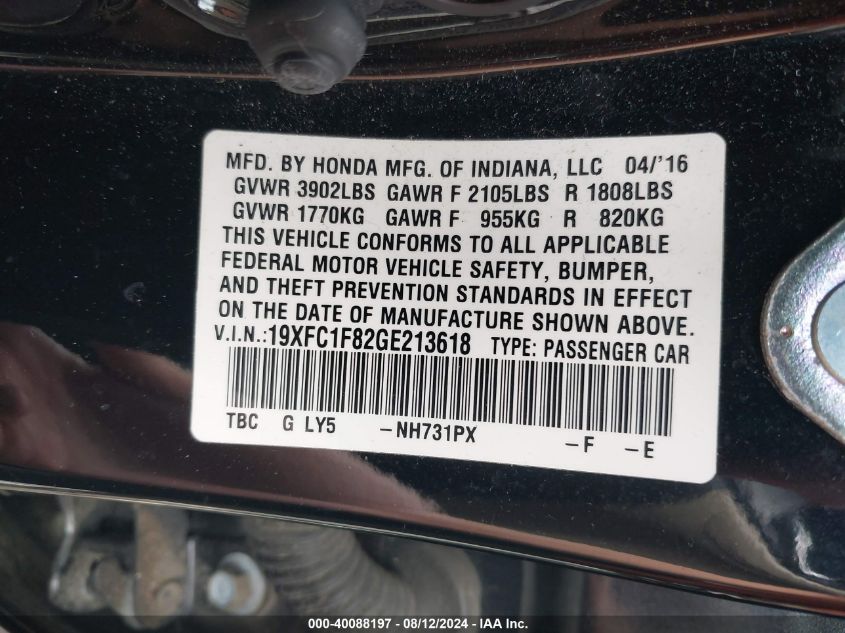 MFD. BY HONDA MFG. OF INDIANA, LLC 04/'16
GVWR 3902LBS GAWR F 2105LBS R 1808LBS
GVWR 1770KG GAWR F 955KG R 820KG
THIS VEHICLE CONFORMS TO ALL APPLICABLE
FEDERAL MOTOR VEHICLE SAFETY, BUMPER,
AND THEFT PREVENTION STANDARDS IN EFFECT
ON THE DATE OF MANUFACTURE SHOWN ABOVE.
V.I.N.:19XFC1F82GE213618 TYPE: PASSENGER CAR
TBC G LY5 -NH731PX -F -E
000-40088197 - 08/12/2024 - IAA Inc.